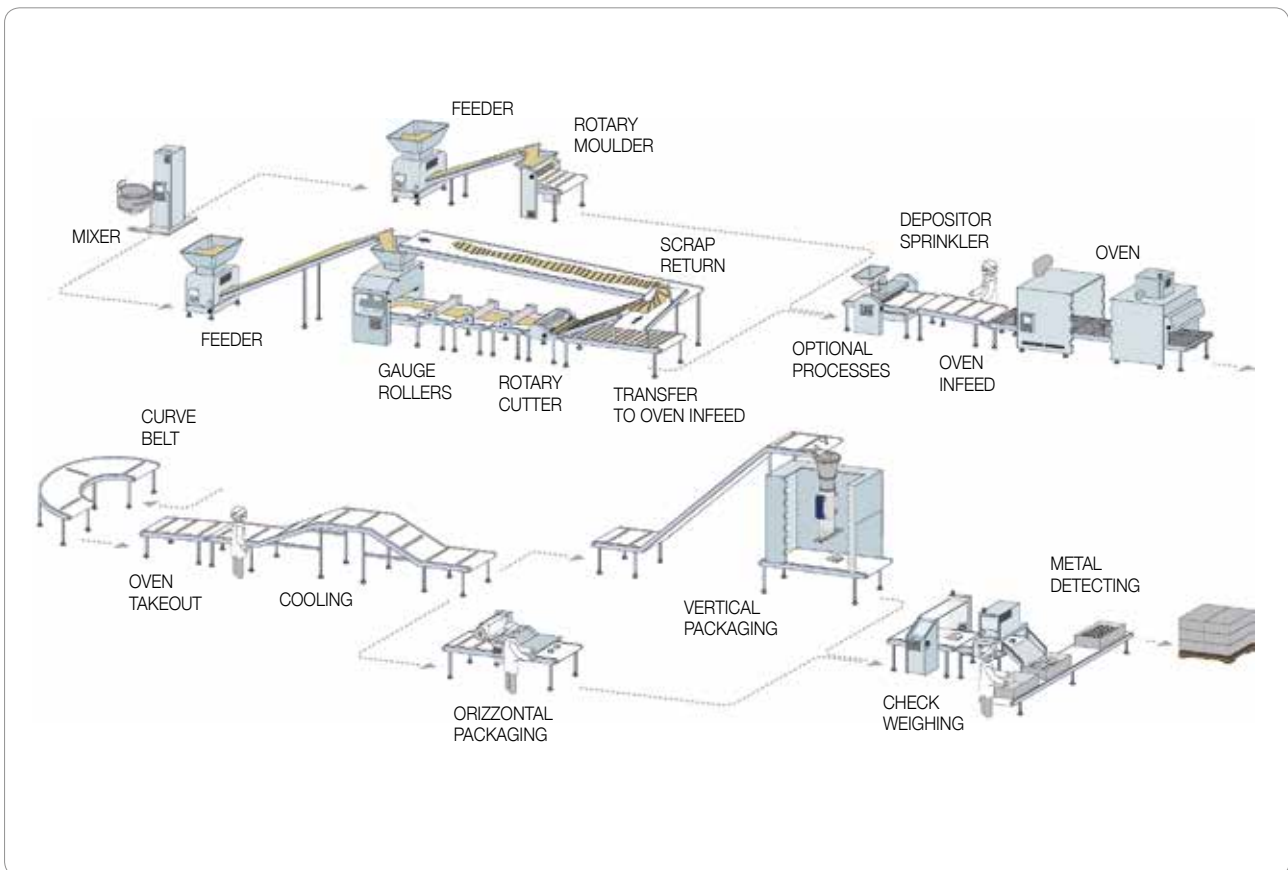 FEEDER
ROTARY
MOULDER
MIXER
FEEDER
SCRAP
RETURN
DEPOSITOR
SPRINKLER
OVEN
GAUGE
ROLLERS
ROTARY
CUTTER
TRANSFER
TO OVEN INFEED
OPTIONAL
PROCESSES
OVEN
INFEED
CURVE
BELT
OVEN
TAKEOUT
COOLING
VERTICAL
PACKAGING
METAL
DETECTING
ORIZZONTAL
PACKAGING
CHECK
WEIGHING